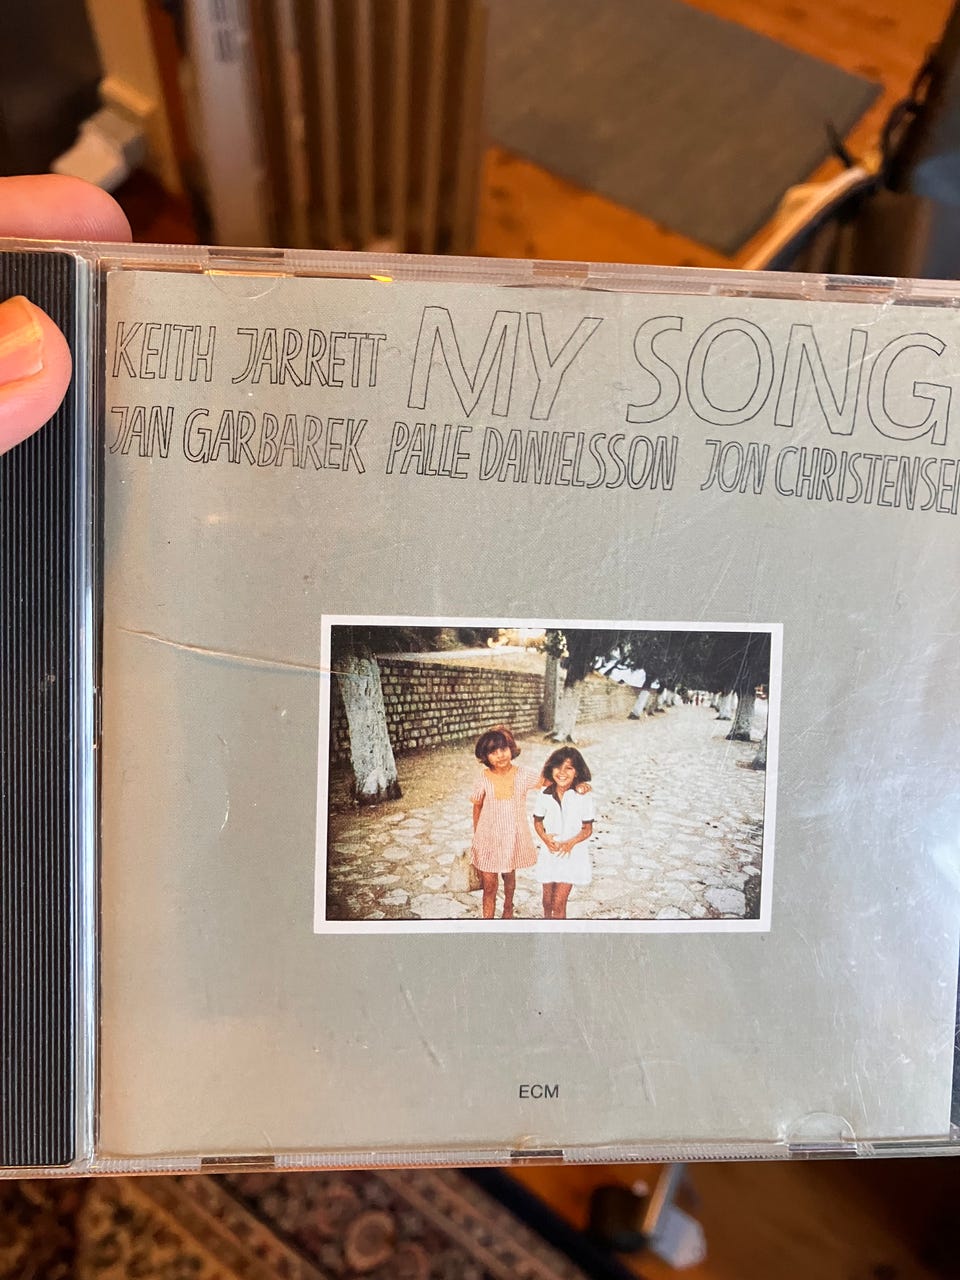 KEITH JARRETT MY SONG
JAN GARBAREK PALLE DANIELSSON JON CHRISTENSEN
ECM